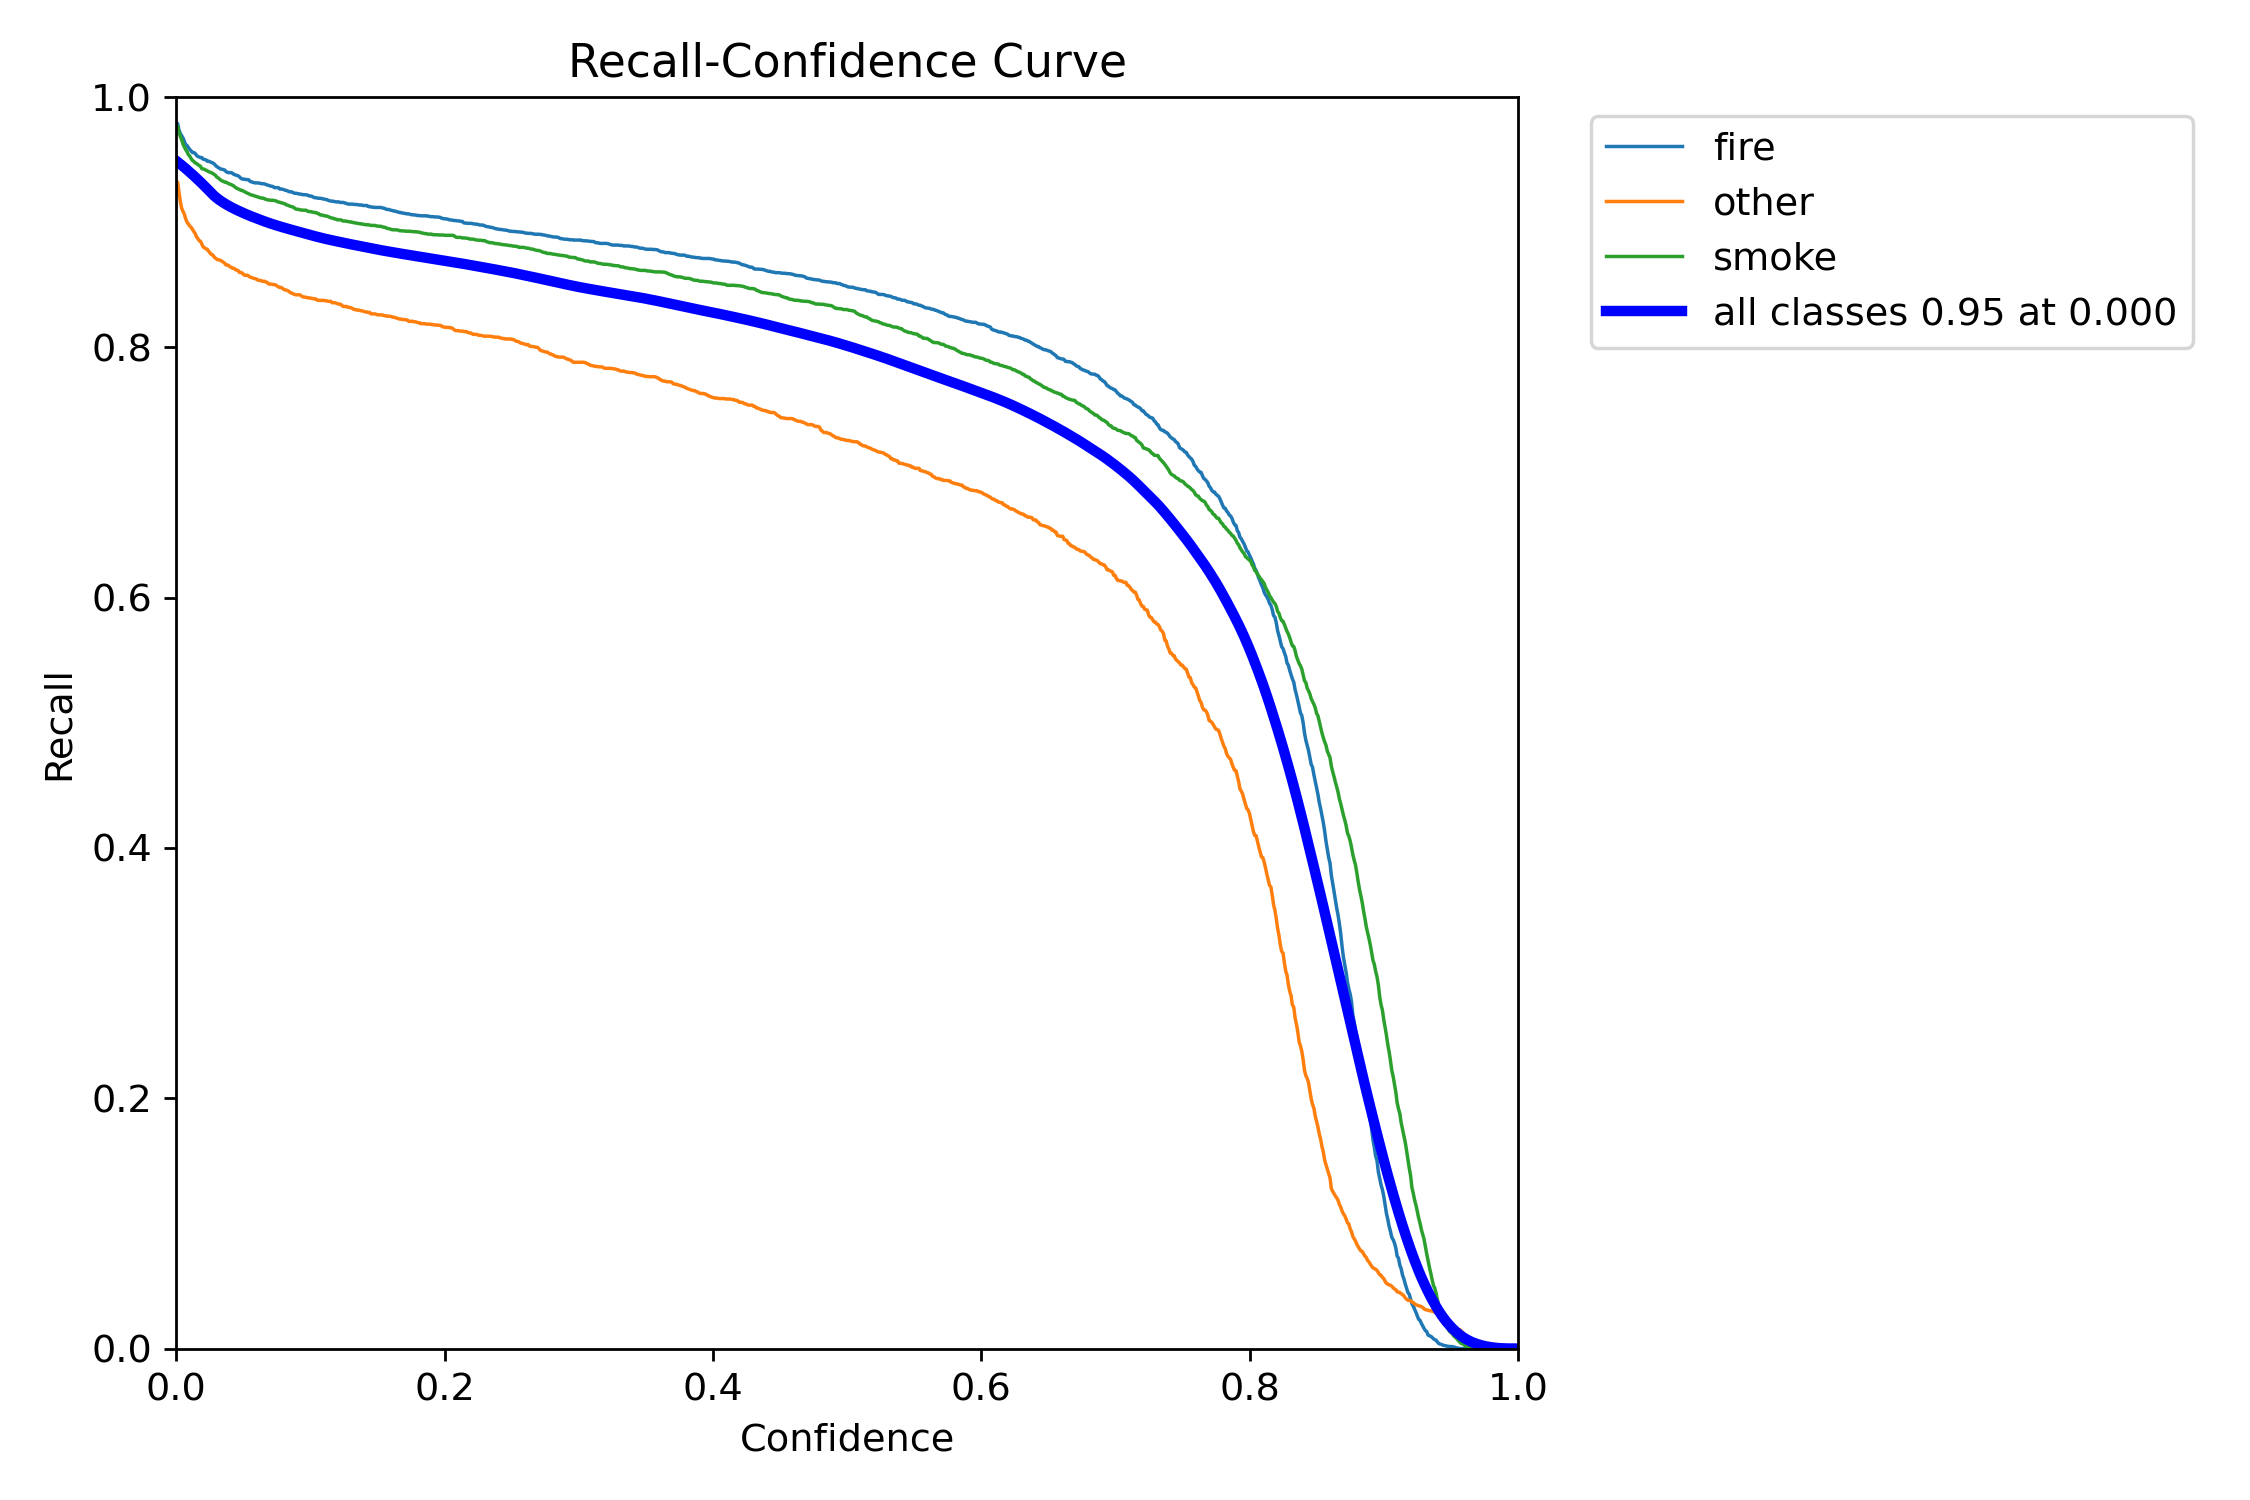 Recall-Confidence Curve
1.0
0.8
0.6
0.4
0.2
0.0
Recall
0.0 0.2 0.4 0.6 0.8 1.0
Confidence
fire
other
smoke
all classes 0.95 at 0.000